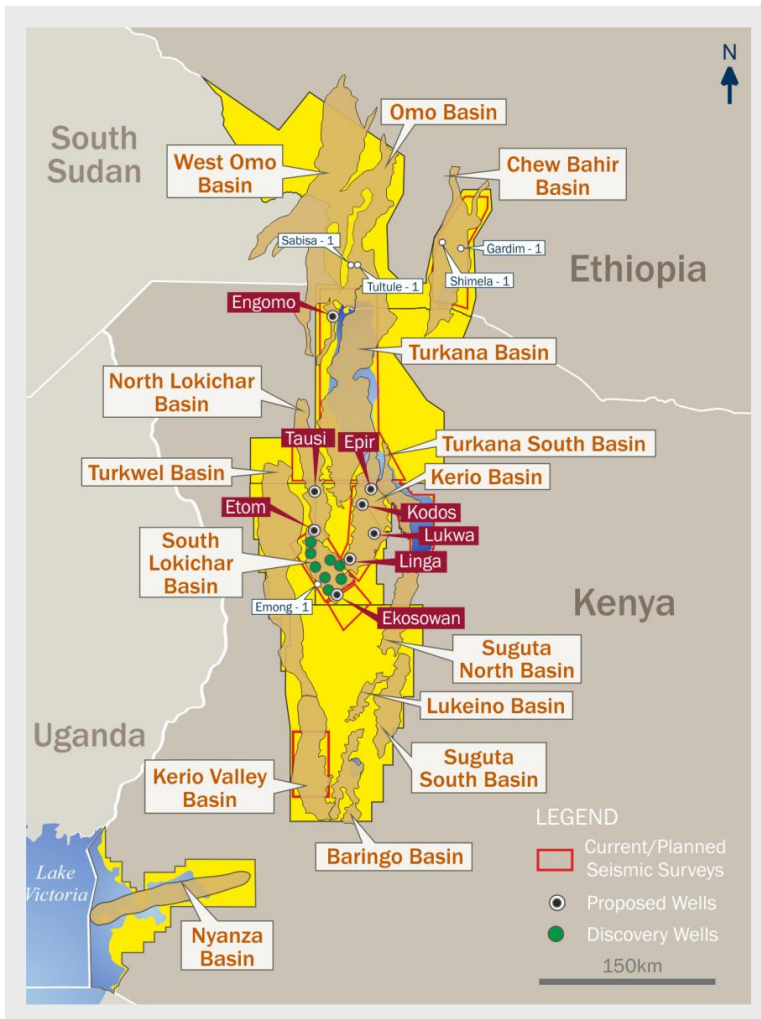 N
South
Sudan
Omo Basin
West Omo
Basin
Chew Bahir
Basin
Sabisa - 1
Gardim - 1
Ethiopia
Tultule - 1
Shimela - 1
Engomo
Turkana Basin
North Lokichar
Basin
Tausi
Epir
Turkana South Basin
Turkwel Basin
Kerio Basin
Etom
Kodos
Lukwa
South
Lokichar
Basin
Linga
Emong - 1
Ekosowan
Kenya
Suguta
North Basin
Lukeino Basin
Uganda
Suguta
South Basin
Kerio Valley
Basin
Baringo Basin
LEGEND
Current/Planned
Seismic Surveys
Proposed Wells
Discovery Wells
150km
Lake
Victoria
Nyanza
Basin